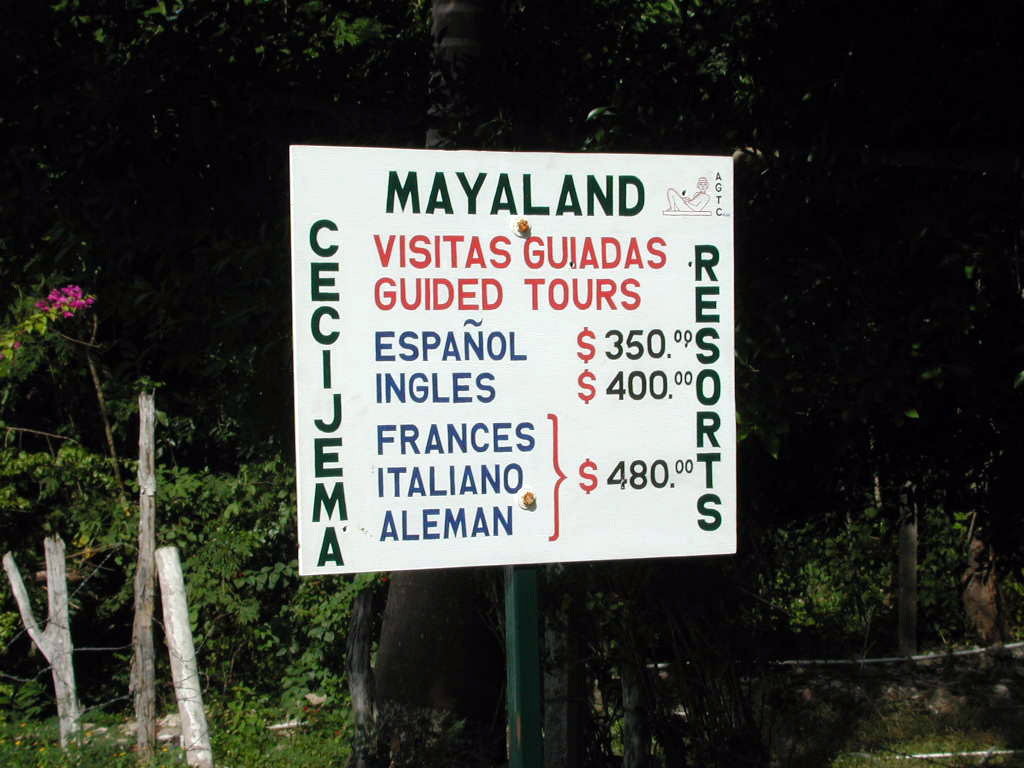 MAYALAND
AGTC
CECIJEMA
VISITAS GUIADAS
GUIDED TOURS
ESPAÑOL $ 350.00
INGLES $ 400.00
FRANCES
ITALIANO } $ 480.00
ALEMAN
RESORTS